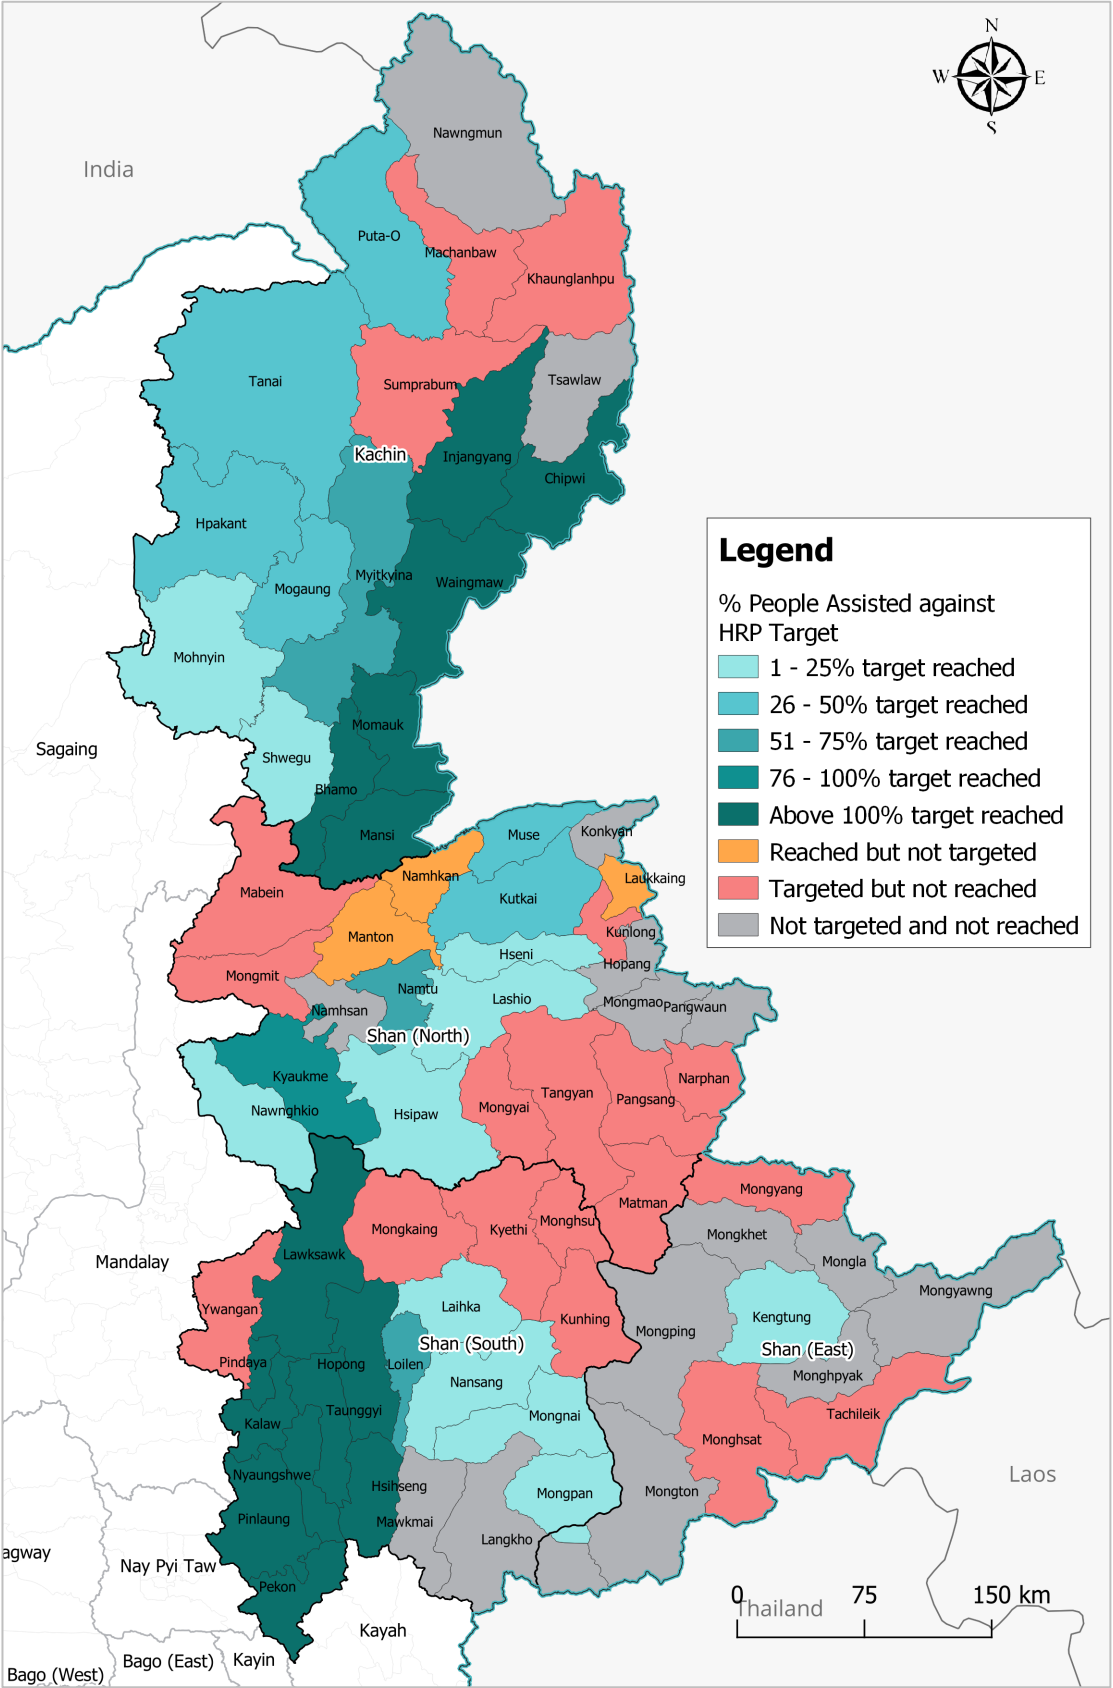 N
W E
S
India
Nawngmun
Puta-O
Machanbaw
Khaunglanhpu
Tanai
Sumprabum
Tsawlaw
Kachin
Injangyang
Chipwi
Hpakant
Myitkyina
Waingmaw
Mogaung
Mohnyin
Momauk
Sagaing
Shwegu
Bhamo
Mansi
Legend
% People Assisted against
HRP Target
1 - 25% target reached
26 - 50% target reached
51 - 75% target reached
76 - 100% target reached
Above 100% target reached
Reached but not targeted
Targeted but not reached
Not targeted and not reached
Muse
Konkyan
Namhkan
Laukkaing
Mabein
Kutkai
Manton
Kunlong
Hseni
Hopang
Mongmit
Namtu
Lashio
Mongmao
Pangwaun
Namhsan
Shan (North)
Kyaukme
Narphan
Tangyan
Pangsang
Nawnghkio
Hsipaw
Mongyai
Mongyang
Matman
Mongkaing
Kyethi
Monghsu
Mongkhet
Lawksawk
Mandalay
Mongla
Mongyawng
Ywangan
Laihka
Kunhing
Kengtung
Mongping
Shan (South)
Shan (East)
Pindaya
Hopong
Loilen
Nansang
Monghpyak
Taunggyi
Mongnai
Tachileik
Kalaw
Monghsat
Nyaungshwe
Hsihseng
Mongpan
Mongton
Laos
Pinlaung
Mawkmai
Langkho
agway
Nay Pyi Taw
Pekon
0 75 150 km
Thailand
Kayah
Bago (West)
Bago (East)
Kayin